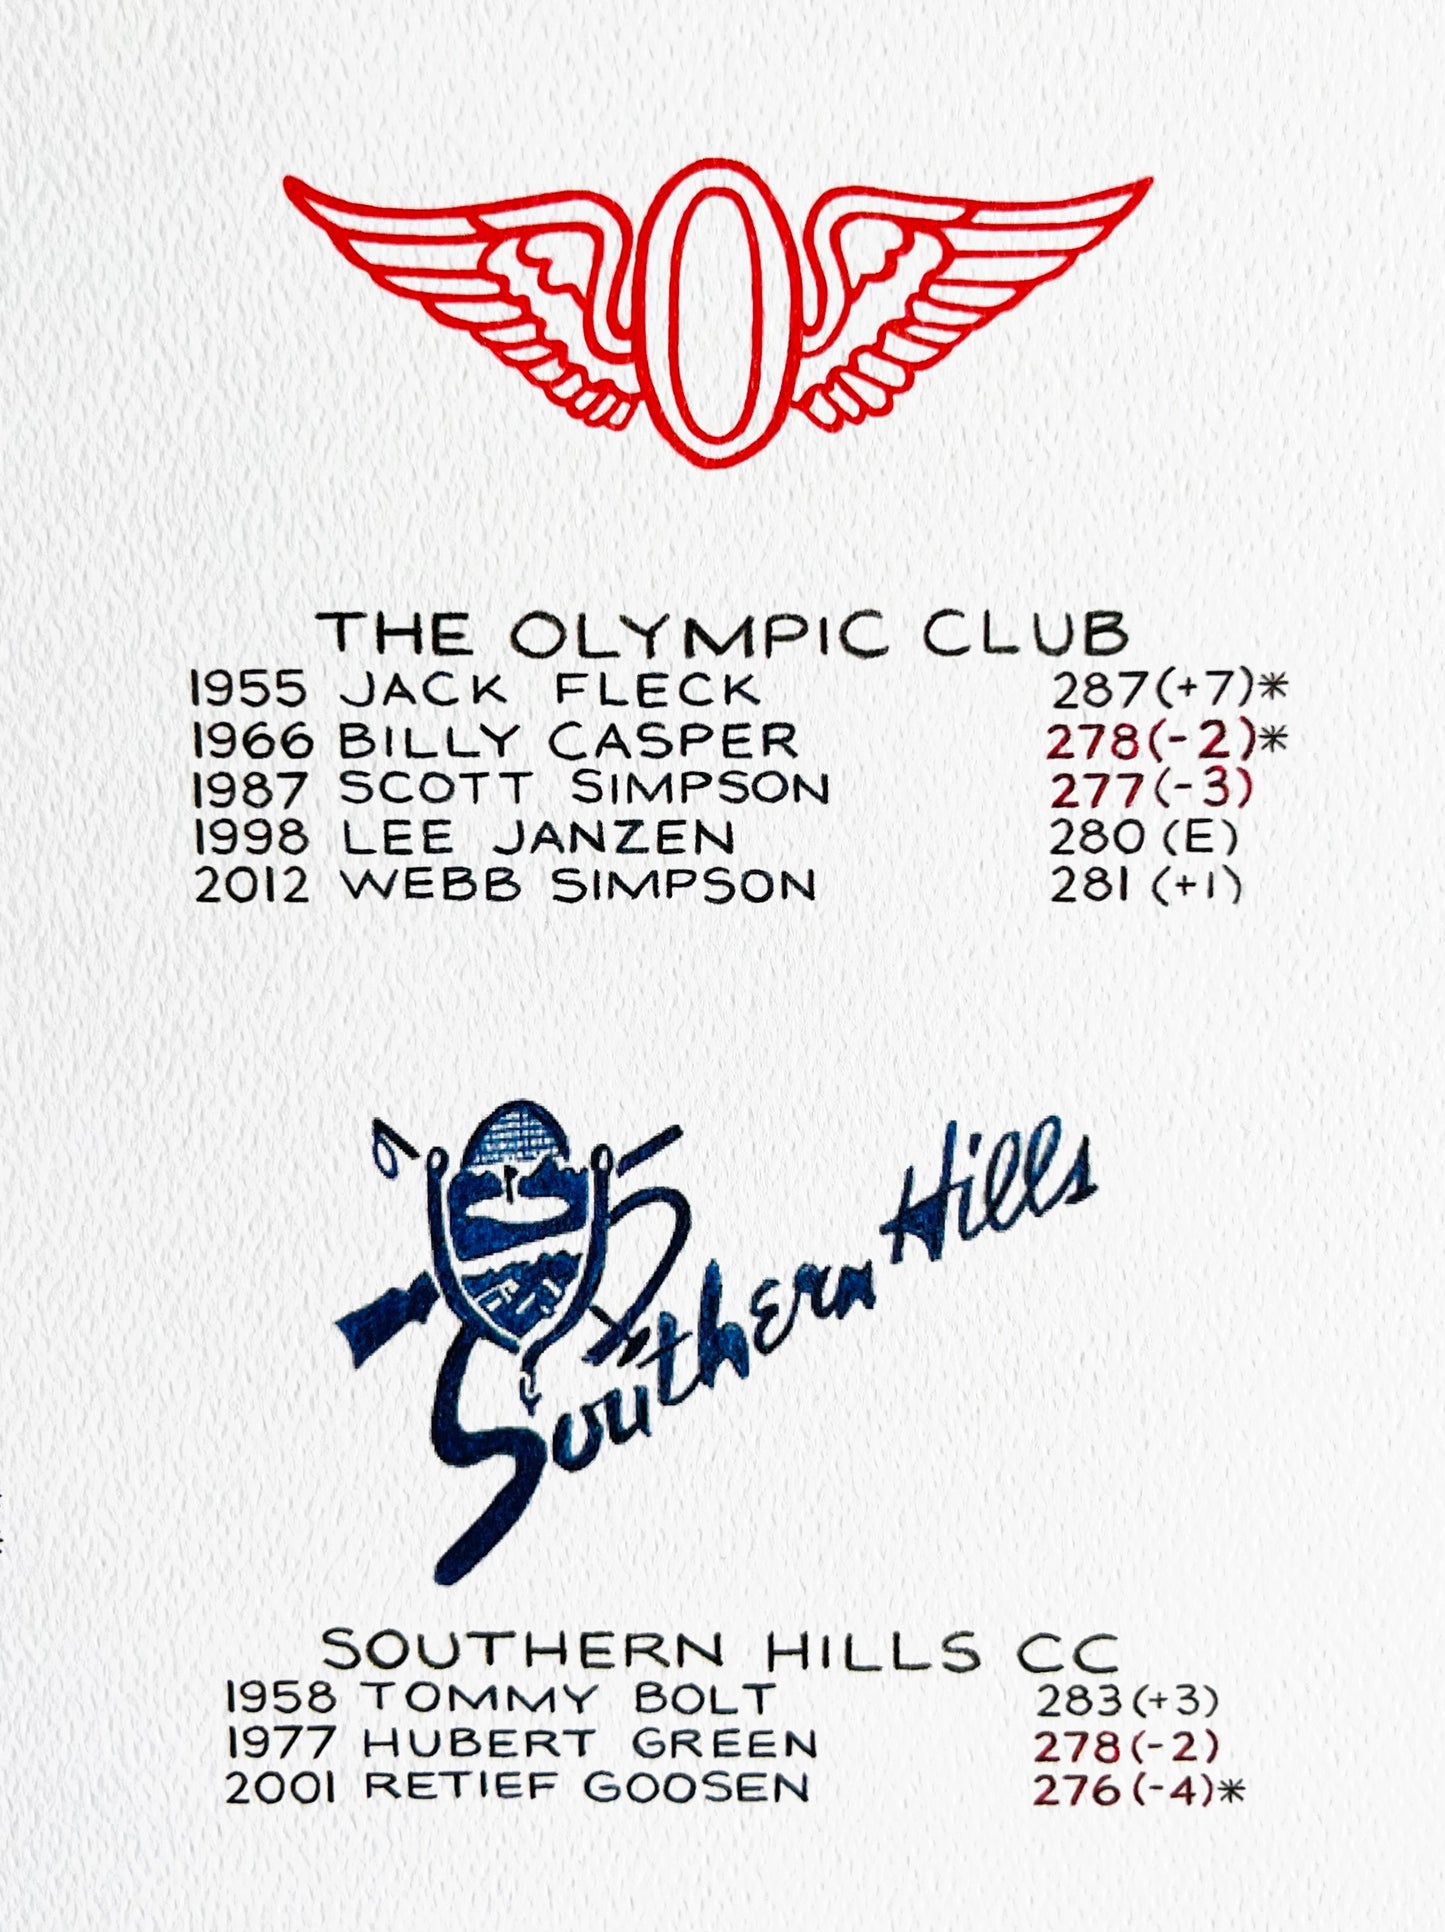 O
THE OLYMPIC CLUB
1955 JACK FLECK 287(+7)*
1966 BILLY CASPER 278(-2)*
1987 SCOTT SIMPSON 277(-3)
1998 LEE JANZEN 280 (E)
2012 WEBB SIMPSON 281 (+1)
Southern Hills
SOUTHERN HILLS CC
1958 TOMMY BOLT 283(+3)
1977 HUBERT GREEN 278(-2)
2001 RETIEF GOOSEN 276(-4)*